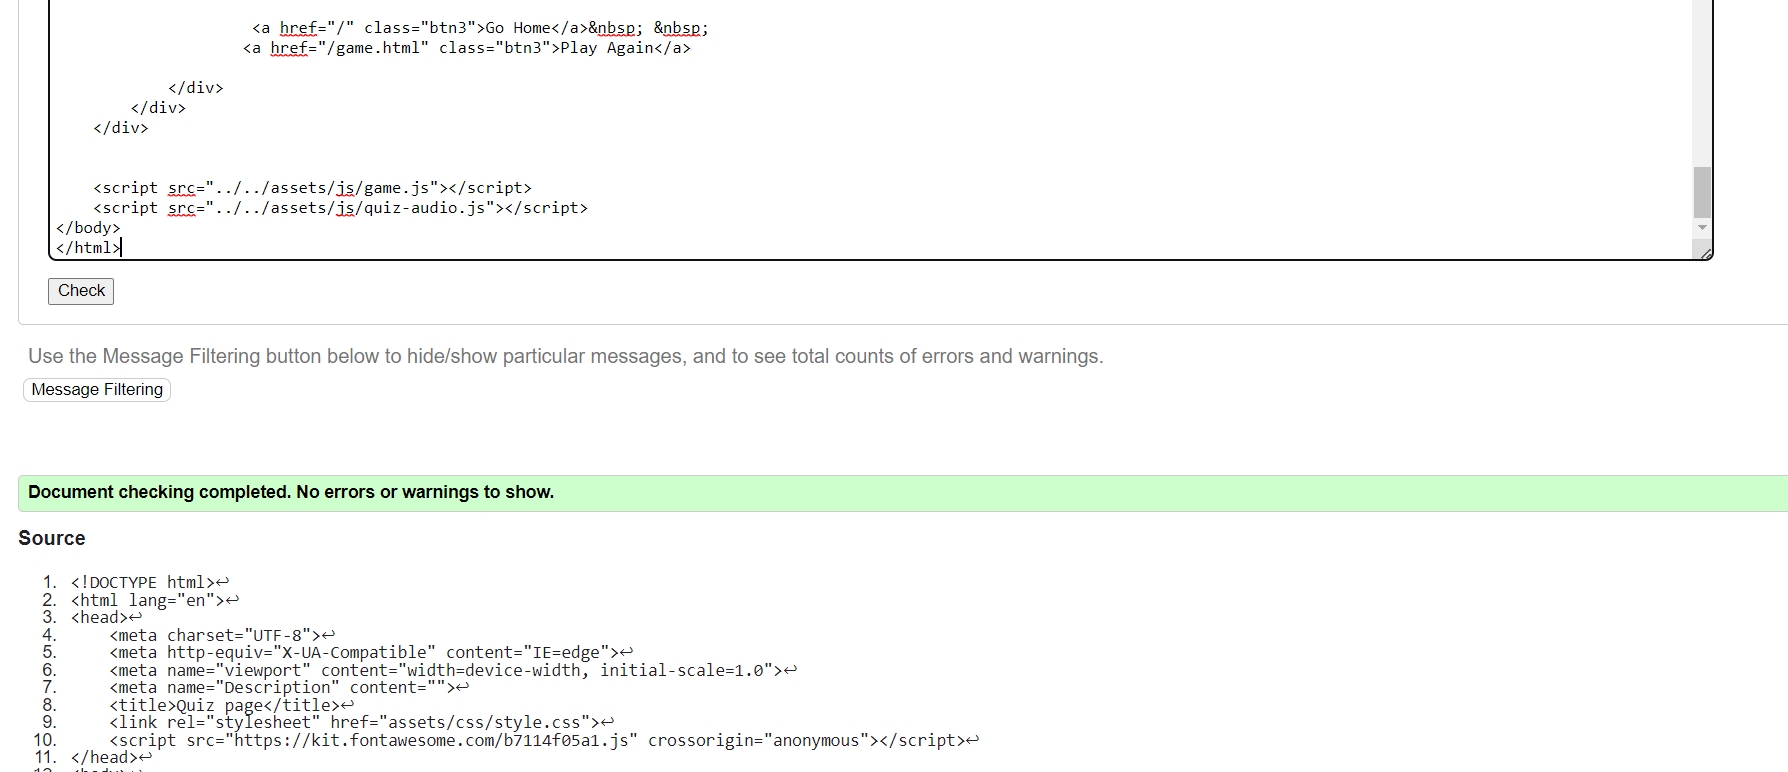 <a href="/" class="btn3">Go Home</a>&nbsp; &nbsp;
<a href="/game.html" class="btn3">Play Again</a>
</div>
</div>
</div>
<script src="../../assets/js/game.js"></script>
<script src="../../assets/js/quiz-audio.js"></script>
</body>
</html>
Check
Use the Message Filtering button below to hide/show particular messages, and to see total counts of errors and warnings.
Message Filtering
Document checking completed. No errors or warnings to show.
Source
1. <!DOCTYPE html>↩
2. <html lang="en">↩
3. <head>↩
4. <meta charset="UTF-8">↩
5. <meta http-equiv="X-UA-Compatible" content="IE=edge">↩
6. <meta name="viewport" content="width=device-width, initial-scale=1.0">↩
7. <meta name="Description" content="">↩
8. <title>Quiz page</title>↩
9. <link rel="stylesheet" href="assets/css/style.css">↩
10. <script src="https://kit.fontawesome.com/b7114f05a1.js" crossorigin="anonymous"></script>↩
11. </head>↩